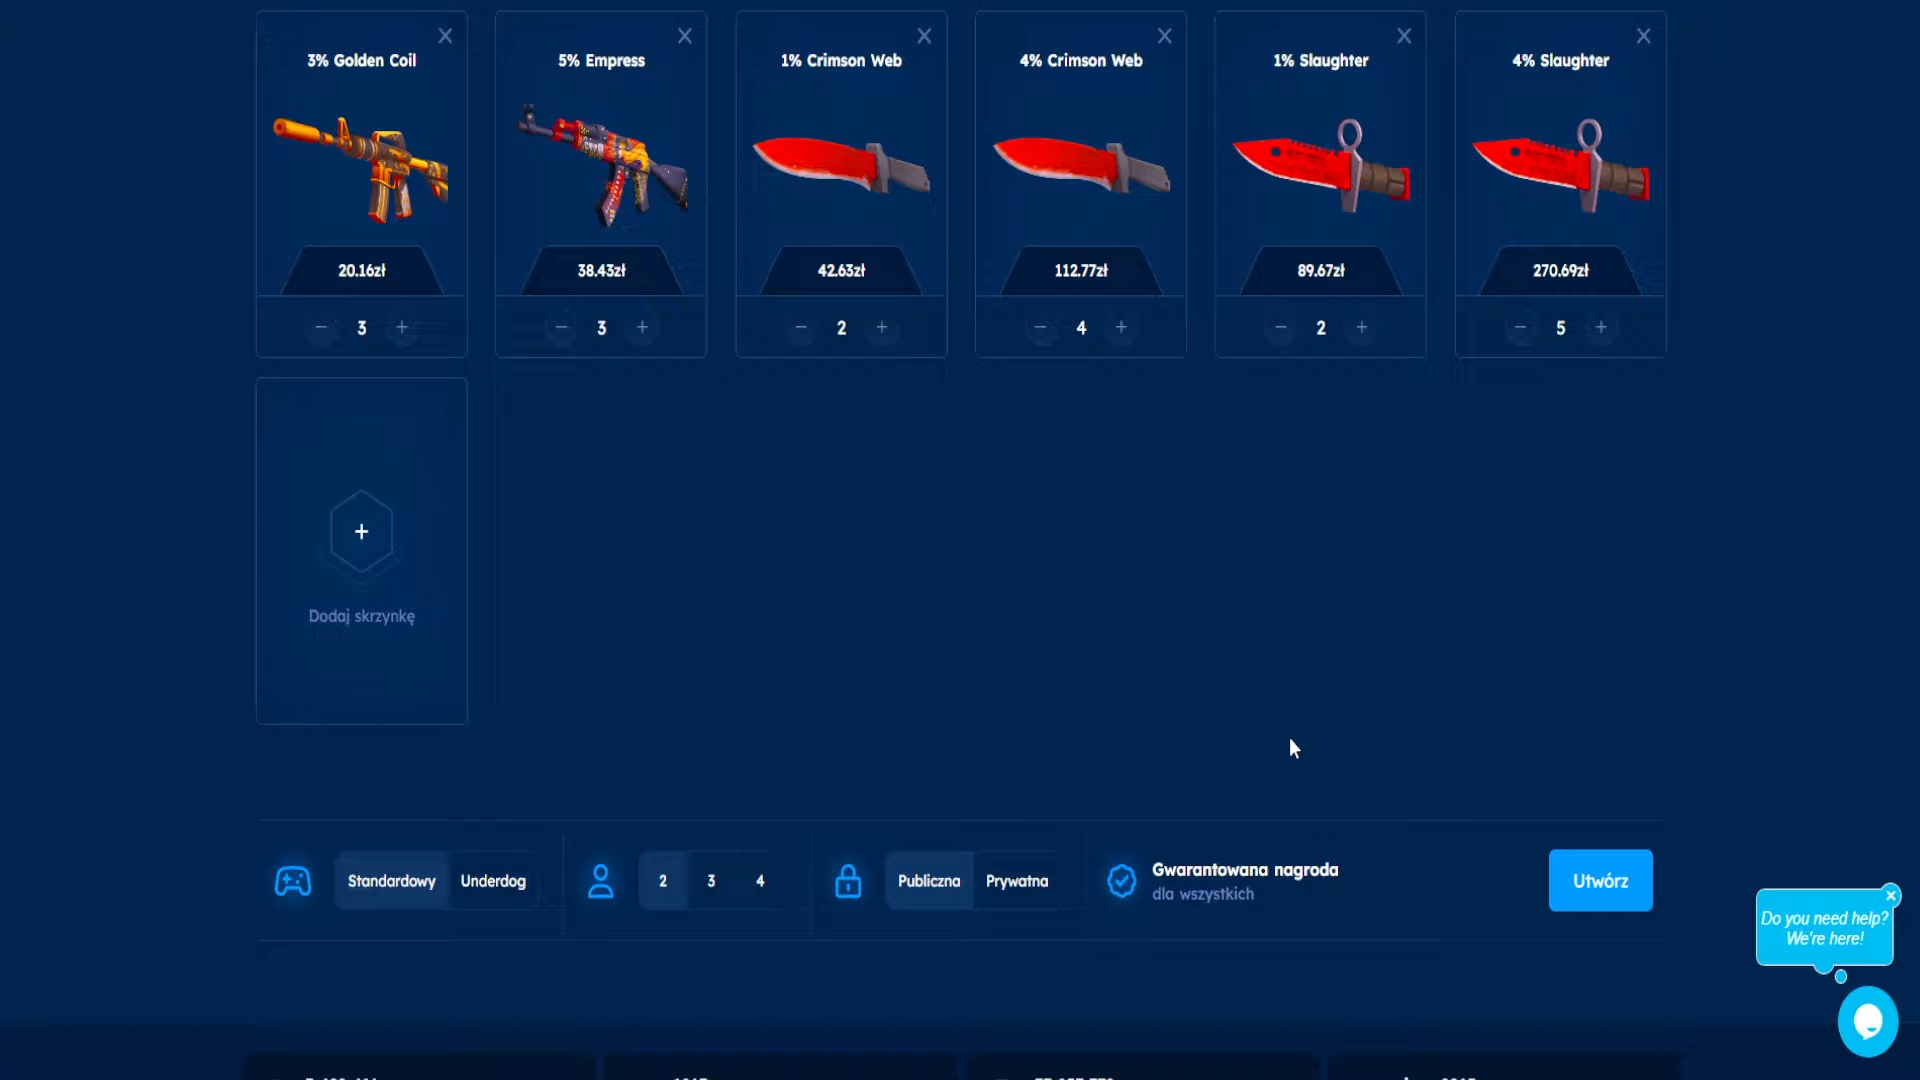 3% Golden Coil
5% Empress
1% Crimson Web
4% Crimson Web
1% Slaughter
4% Slaughter
20.16zł
38.43zł
42.63zł
112.77zł
89.67zł
270.69zł
− 3 +
− 3 +
− 2 +
− 4 +
− 2 +
− 5 +
+
Dodaj skrzynkę
Standardowy
Underdog
2
3
4
Publiczna
Prywatna
Gwarantowana nagroda
dla wszystkich
Utwórz
Do you need help?
We're here!